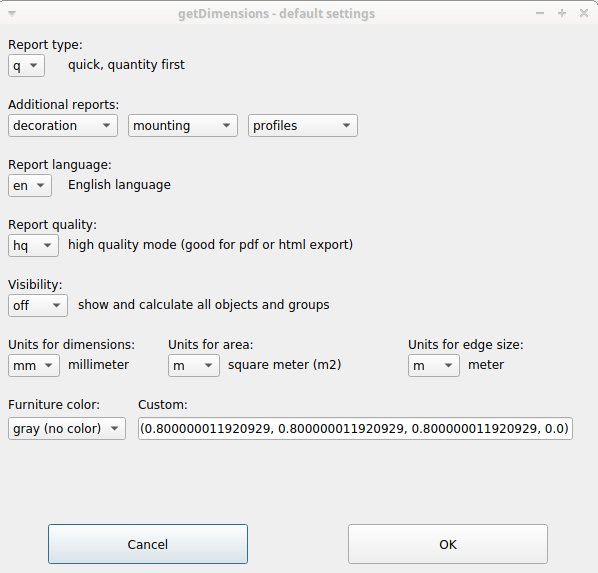 getDimensions - default settings
Report type:
q quick, quantity first
Additional reports:
decoration mounting profiles
Report language:
en English language
Report quality:
hq high quality mode (good for pdf or html export)
Visibility:
off show and calculate all objects and groups
Units for dimensions: Units for area: Units for edge size:
mm millimeter m square meter (m2) m meter
Furniture color: Custom:
gray (no color) (0.800000011920929, 0.800000011920929, 0.800000011920929, 0.0)
Cancel OK